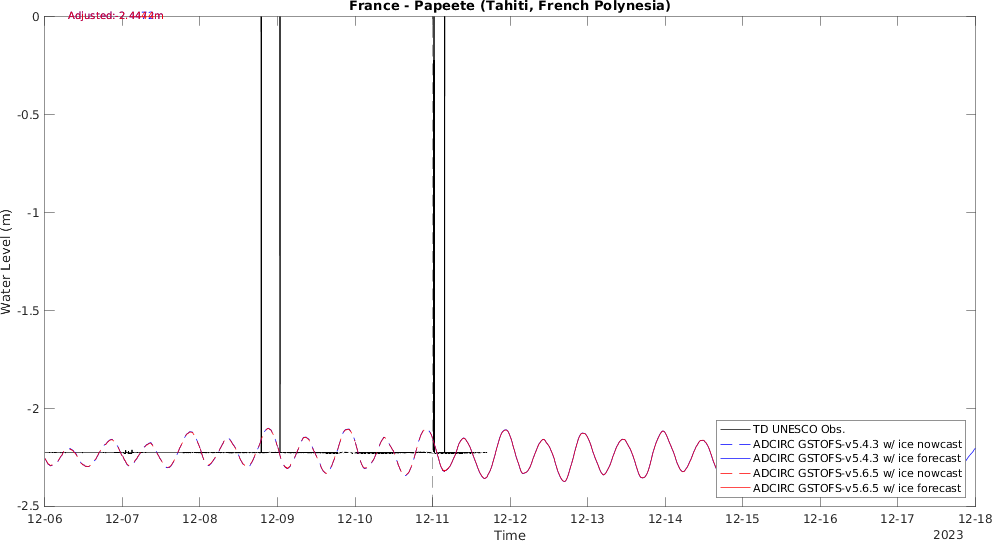 France - Papeete (Tahiti, French Polynesia)
Adjusted:
0
-0.5
-1
-1.5
-2
-2.5
Water Level (m)
TD UNESCO Obs.
ADCIRC GSTOFS-v5.4.3 w/ ice nowcast
ADCIRC GSTOFS-v5.4.3 w/ ice forecast
ADCIRC GSTOFS-v5.6.5 w/ ice nowcast
ADCIRC GSTOFS-v5.6.5 w/ ice forecast
12-06 12-07 12-08 12-09 12-10 12-11 12-12 12-13 12-14 12-15 12-16 12-17 12-18
Time
2023